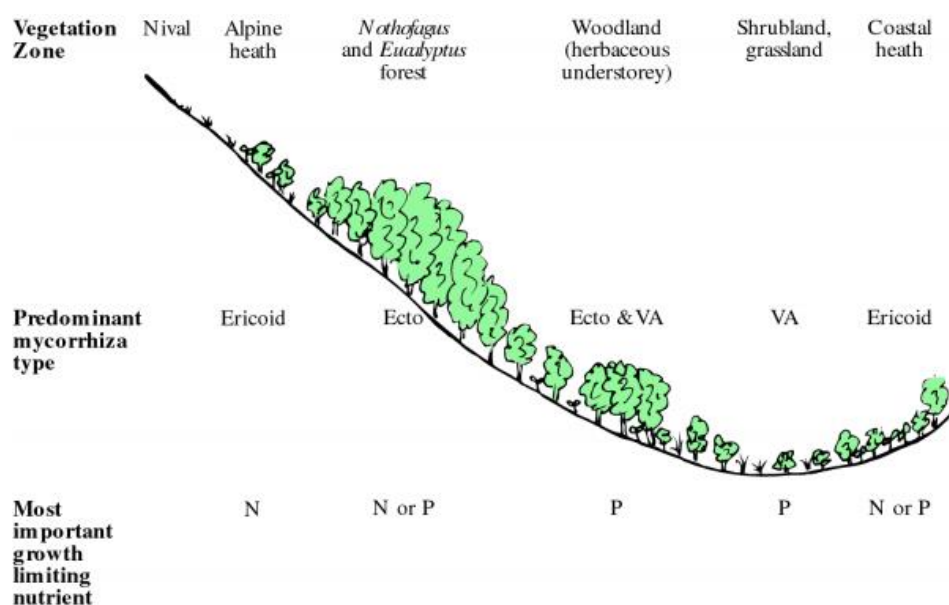 Vegetation Zone
Nival
Alpine heath
Nothofagus and Eucalyptus forest
Woodland (herbaceous understorey)
Shrubland, grassland
Coastal heath
Predominant mycorrhiza type
Ericoid
Ecto
Ecto & VA
VA
Ericoid
Most important growth limiting nutrient
N
N or P
P
P
N or P